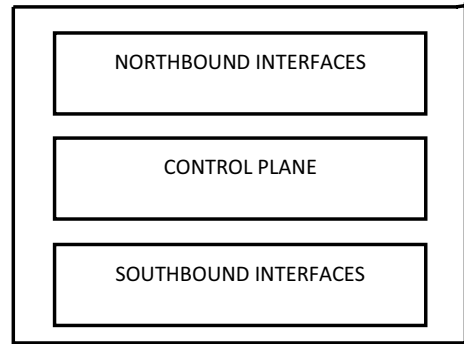 NORTHBOUND INTERFACES
CONTROL PLANE
SOUTHBOUND INTERFACES